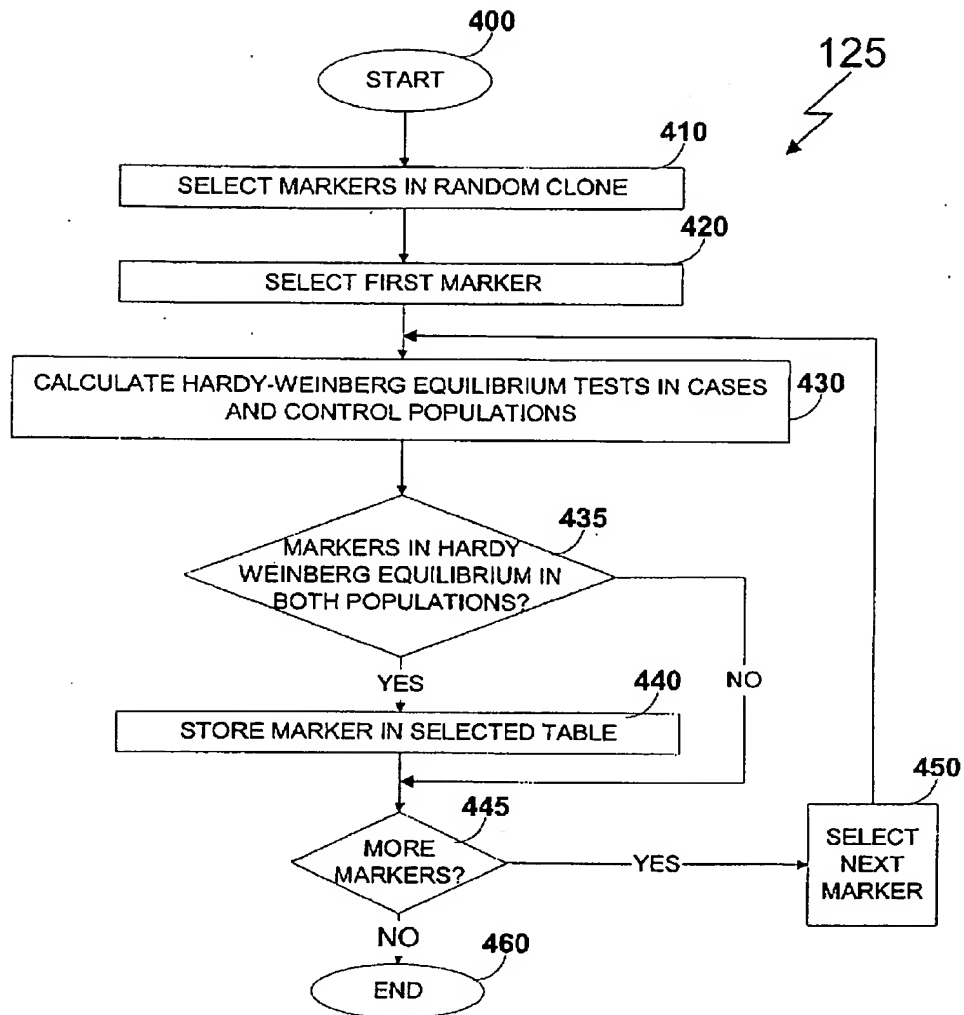 400
START
125
410
SELECT MARKERS IN RANDOM CLONE
420
SELECT FIRST MARKER
CALCULATE HARDY-WEINBERG EQUILIBRIUM TESTS IN CASES
AND CONTROL POPULATIONS
430
435
MARKERS IN HARDY
WEINBERG EQUILIBRIUM IN
BOTH POPULATIONS?
YES
NO
440
STORE MARKER IN SELECTED TABLE
445
MORE
MARKERS?
YES
450
SELECT
NEXT
MARKER
NO
460
END